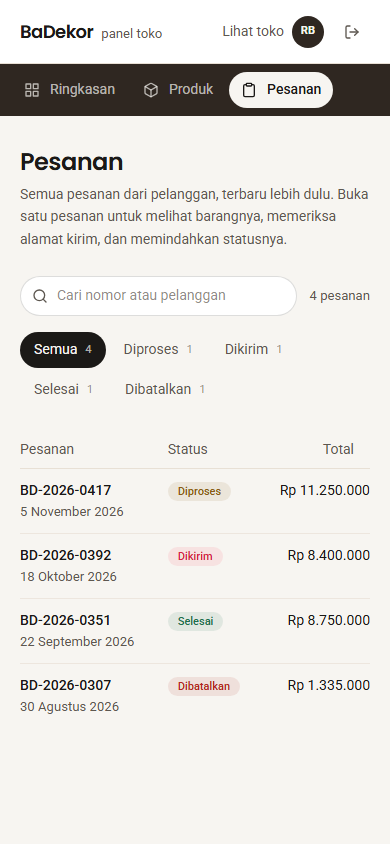 BaDekor panel toko Lihat toko RB
Ringkasan Produk Pesanan
Pesanan
Semua pesanan dari pelanggan, terbaru lebih dulu. Buka
satu pesanan untuk melihat barangnya, memeriksa
alamat kirim, dan memindahkan statusnya.
Cari nomor atau pelanggan 4 pesanan
Semua 4 Diproses 1 Dikirim 1
Selesai 1 Dibatalkan 1
Pesanan Status Total
BD-2026-0417 Diproses Rp 11.250.000
5 November 2026
BD-2026-0392 Dikirim Rp 8.400.000
18 Oktober 2026
BD-2026-0351 Selesai Rp 8.750.000
22 September 2026
BD-2026-0307 Dibatalkan Rp 1.335.000
30 Agustus 2026